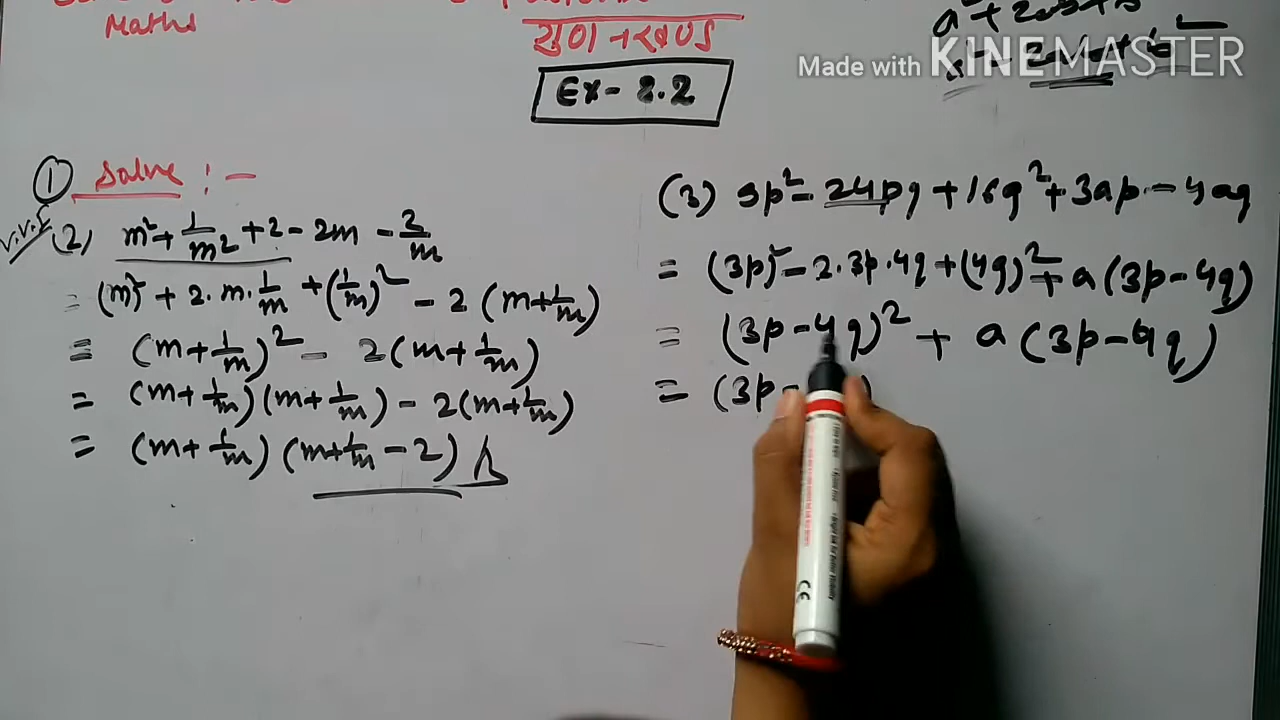 Maths
गुणनखण्ड
Made with KINEMASTER
Ex- 8.2
① Solve :-
V.V.I (2) m² + 1/m² + 2 - 2m - 2/m
= (m)² + 2·m·1/m + (1/m)² - 2(m+1/m)
= (m+1/m)² - 2(m+1/m)
= (m+1/m)(m+1/m) - 2(m+1/m)
= (m+1/m)(m+1/m - 2)
(3) 9p² - 24pq + 16q² + 3ap - 4aq
= (3p)² - 2·3p·4q + (4q)² + a(3p-4q)
= (3p-4q)² + a(3p-4q)
= (3p-